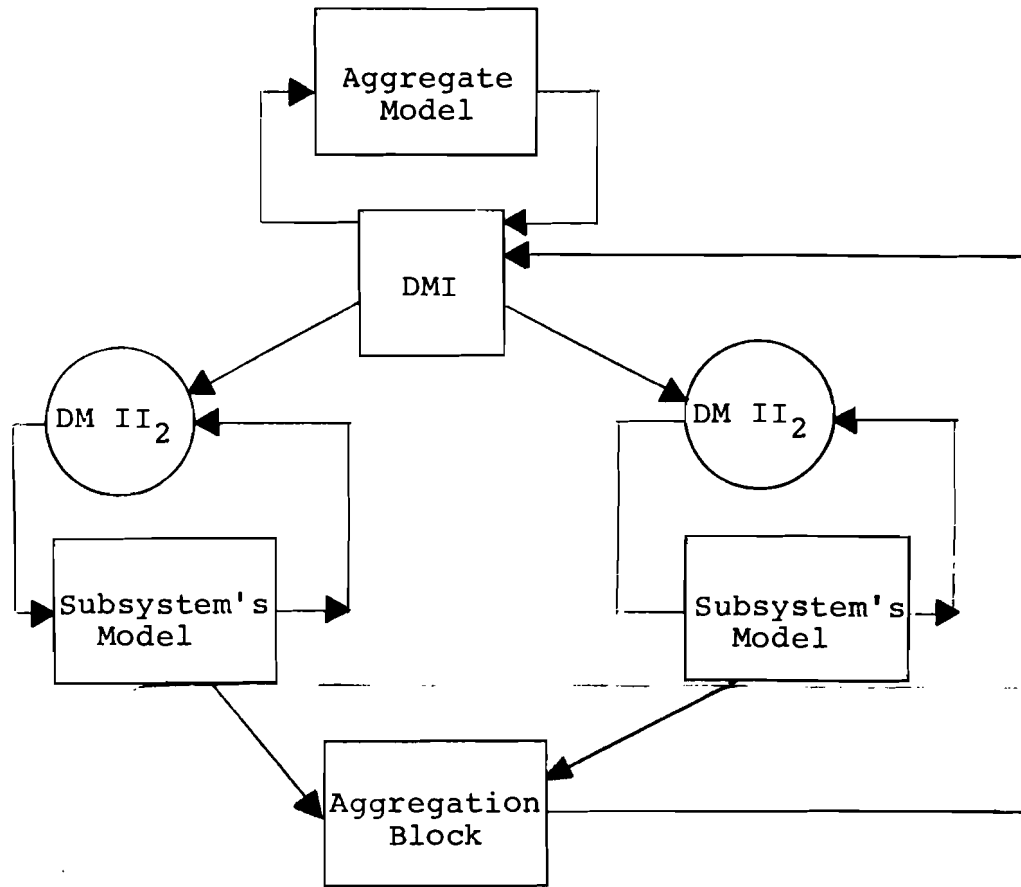 Aggregate
Model
DMI
DM II₂
DM II₂
Subsystem's
Model
Subsystem's
Model
Aggregation
Block